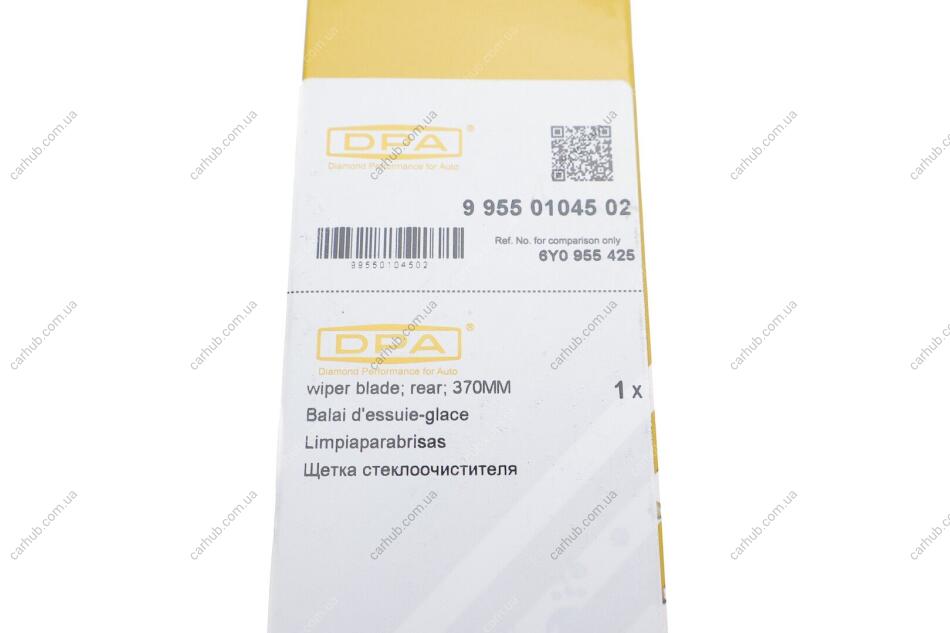 DPA®
Diamond Performance for Auto
9 955 01045 02
Ref. No. for comparison only
99550104502
6Y0 955 425
DPA®
Diamond Performance for Auto
wiper blade; rear; 370MM
1 x
Balai d'essuie-glace
Limpiaparabrisas
Щетка стеклоочистителя
carhub.com.ua